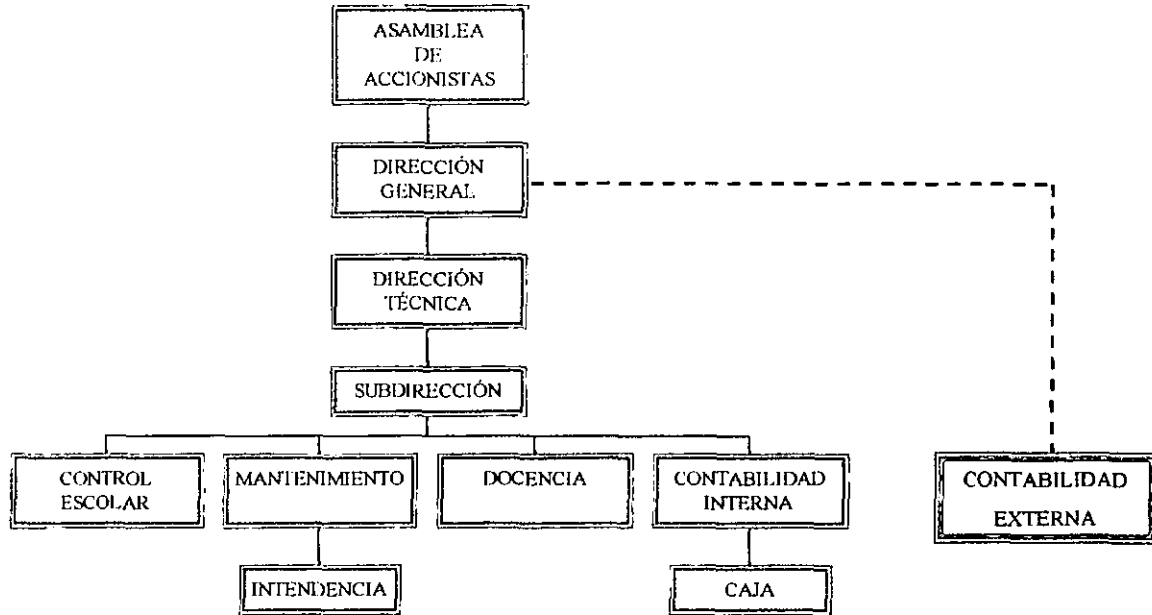 ASAMBLEA
DE
ACCIONISTAS
DIRECCIÓN
GENERAL
DIRECCIÓN
TÉCNICA
SUBDIRECCIÓN
CONTROL
ESCOLAR
MANTENIMIENTO
DOCENCIA
CONTABILIDAD
INTERNA
CONTABILIDAD
EXTERNA
INTENDENCIA
CAJA